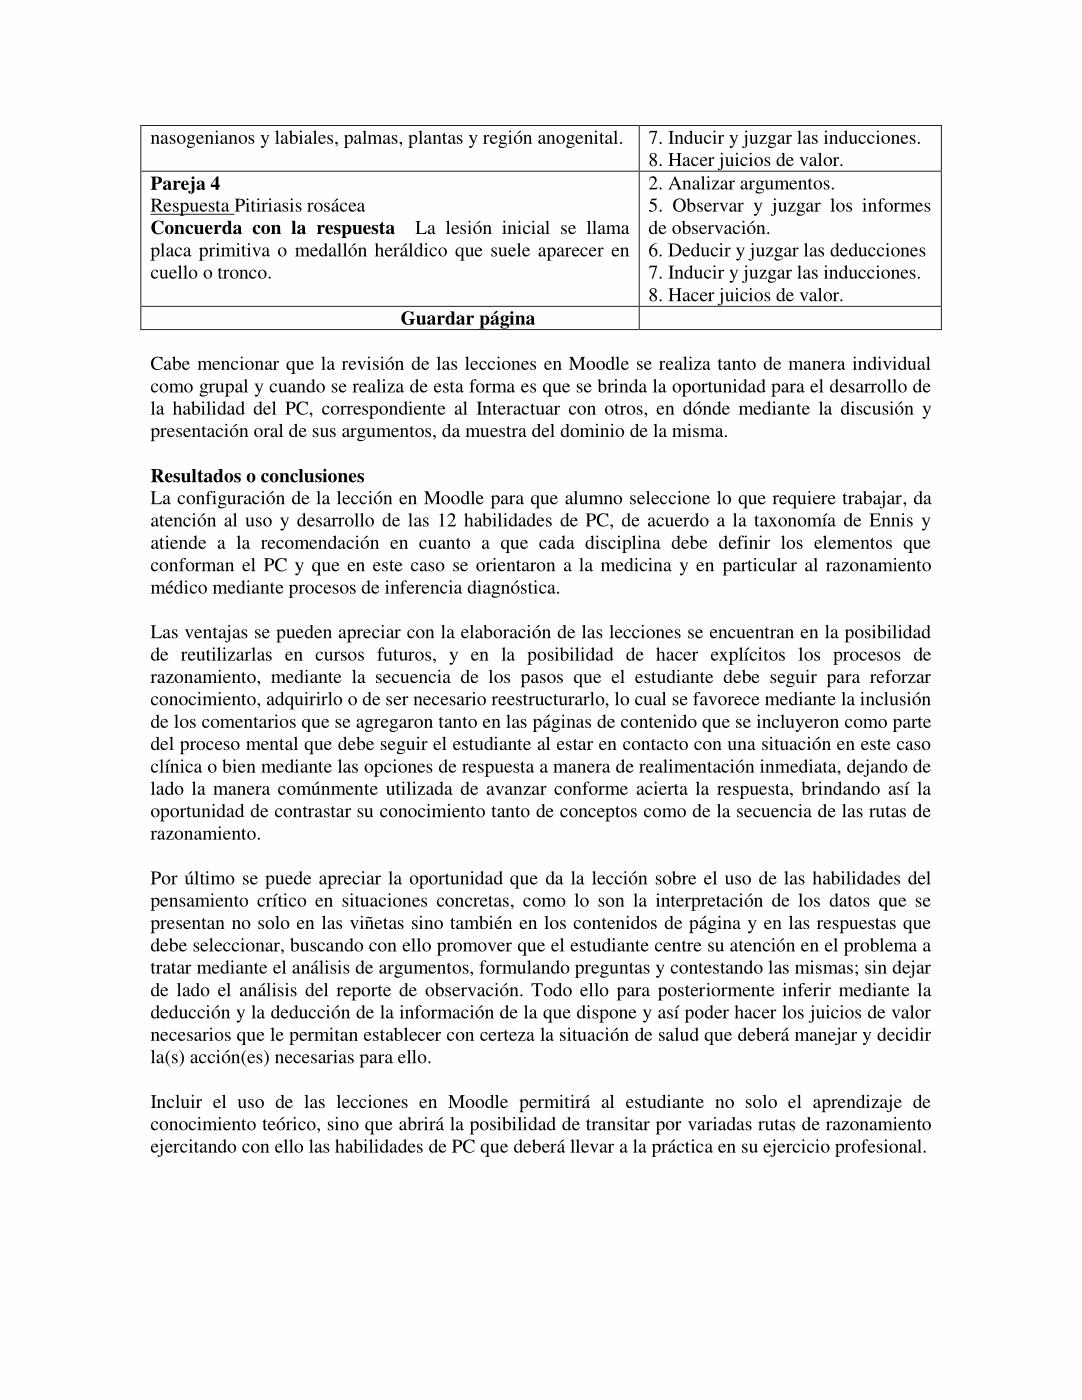 nasogenianos y labiales, palmas, plantas y región anogenital.
7. Inducir y juzgar las inducciones.
8. Hacer juicios de valor.
Pareja 4
Respuesta Pitiriasis rosácea
Concuerda con la respuesta La lesión inicial se llama
placa primitiva o medallón heráldico que suele aparecer en
cuello o tronco.
2. Analizar argumentos.
5. Observar y juzgar los informes
de observación.
6. Deducir y juzgar las deducciones
7. Inducir y juzgar las inducciones.
8. Hacer juicios de valor.
Guardar página
Cabe mencionar que la revisión de las lecciones en Moodle se realiza tanto de manera individual
como grupal y cuando se realiza de esta forma es que se brinda la oportunidad para el desarrollo de
la habilidad del PC, correspondiente al Interactuar con otros, en dónde mediante la discusión y
presentación oral de sus argumentos, da muestra del dominio de la misma.
Resultados o conclusiones
La configuración de la lección en Moodle para que alumno seleccione lo que requiere trabajar, da
atención al uso y desarrollo de las 12 habilidades de PC, de acuerdo a la taxonomía de Ennis y
atiende a la recomendación en cuanto a que cada disciplina debe definir los elementos que
conforman el PC y que en este caso se orientaron a la medicina y en particular al razonamiento
médico mediante procesos de inferencia diagnóstica.
Las ventajas se pueden apreciar con la elaboración de las lecciones se encuentran en la posibilidad
de reutilizarlas en cursos futuros, y en la posibilidad de hacer explícitos los procesos de
razonamiento, mediante la secuencia de los pasos que el estudiante debe seguir para reforzar
conocimiento, adquirirlo o de ser necesario reestructurarlo, lo cual se favorece mediante la inclusión
de los comentarios que se agregaron tanto en las páginas de contenido que se incluyeron como parte
del proceso mental que debe seguir el estudiante al estar en contacto con una situación en este caso
clínica o bien mediante las opciones de respuesta a manera de realimentación inmediata, dejando de
lado la manera comúnmente utilizada de avanzar conforme acierta la respuesta, brindando así la
oportunidad de contrastar su conocimiento tanto de conceptos como de la secuencia de las rutas de
razonamiento.
Por último se puede apreciar la oportunidad que da la lección sobre el uso de las habilidades del
pensamiento crítico en situaciones concretas, como lo son la interpretación de los datos que se
presentan no solo en las viñetas sino también en los contenidos de página y en las respuestas que
debe seleccionar, buscando con ello promover que el estudiante centre su atención en el problema a
tratar mediante el análisis de argumentos, formulando preguntas y contestando las mismas; sin dejar
de lado el análisis del reporte de observación. Todo ello para posteriormente inferir mediante la
deducción y la deducción de la información de la que dispone y así poder hacer los juicios de valor
necesarios que le permitan establecer con certeza la situación de salud que deberá manejar y decidir
la(s) acción(es) necesarias para ello.
Incluir el uso de las lecciones en Moodle permitirá al estudiante no solo el aprendizaje de
conocimiento teórico, sino que abrirá la posibilidad de transitar por variadas rutas de razonamiento
ejercitando con ello las habilidades de PC que deberá llevar a la práctica en su ejercicio profesional.